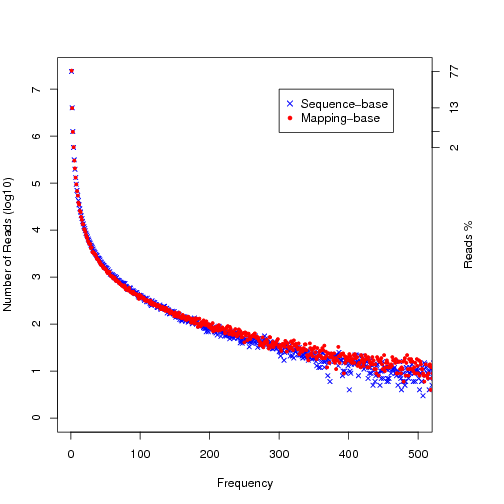 Sequence-base
Mapping-base
Number of Reads (log10)
7
6
5
4
3
2
1
0
77
13
2
Reads %
0 100 200 300 400 500
Frequency